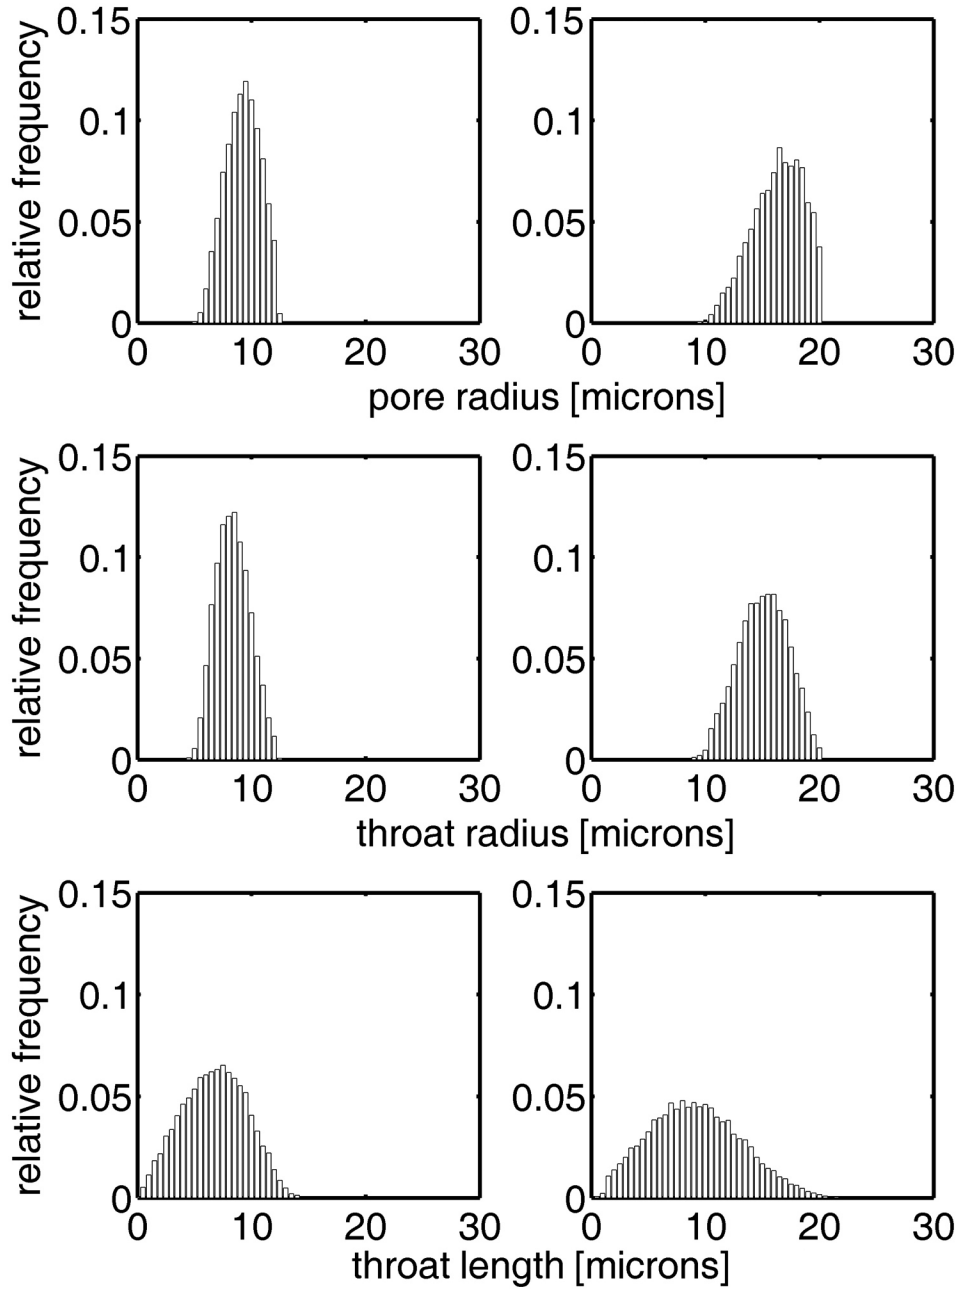 relative frequency
0.15 0.15
0.1 0.1
0.05 0.05
0 0
0 10 20 30 0 10 20 30
pore radius [microns]
relative frequency
0.15 0.15
0.1 0.1
0.05 0.05
0 0
0 10 20 30 0 10 20 30
throat radius [microns]
relative frequency
0.15 0.15
0.1 0.1
0.05 0.05
0 0
0 10 20 30 0 10 20 30
throat length [microns]